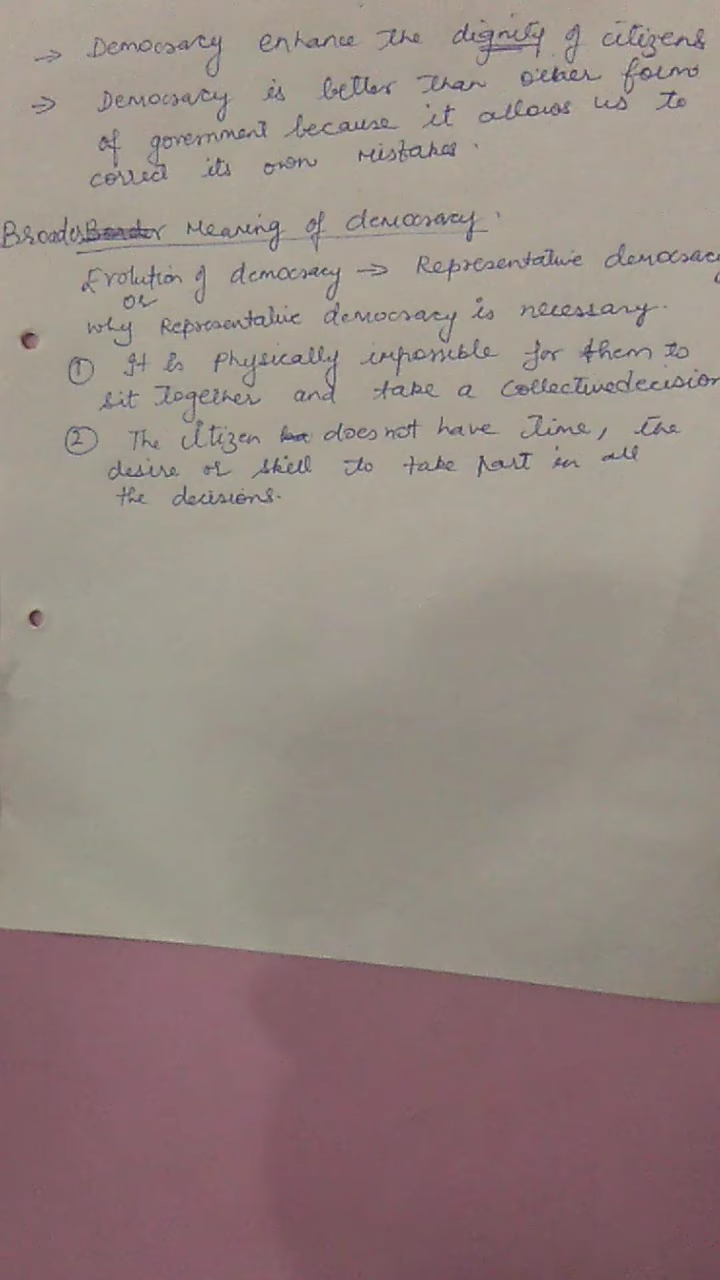 → Democracy enhance the dignity of citizens
⇒ Democracy is better than other forms
of government because it allows us to
correct its own mistakes.
Broader Meaning of democracy.
Evolution of democracy → Representative democracy
or
why Representative democracy is necessary.
① It is Physically impossible for them to
sit together and take a collective decision
② The citizen does not have time, the
desire or skill to take part in all
the decisions.